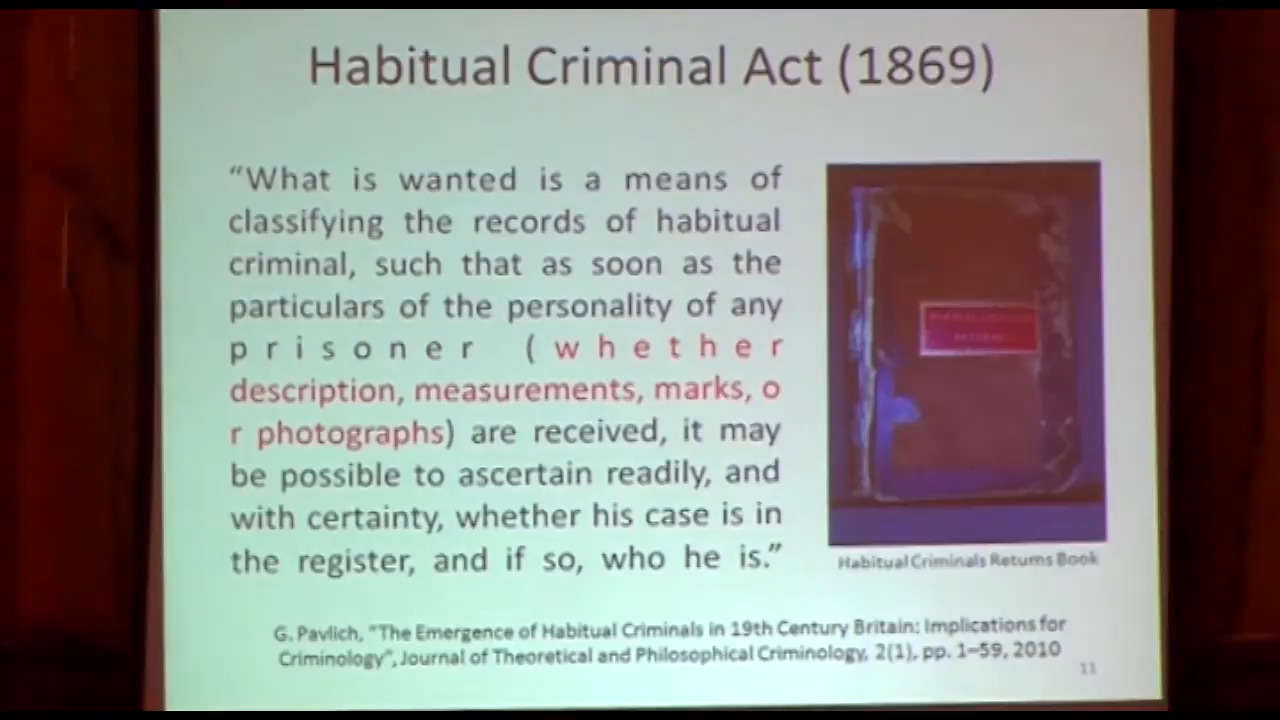 Habitual Criminal Act (1869)
“What is wanted is a means of
classifying the records of habitual
criminal, such that as soon as the
particulars of the personality of any
prisoner (whether
description, measurements, marks, o
r photographs) are received, it may
be possible to ascertain readily, and
with certainty, whether his case is in
the register, and if so, who he is.”
Habitual Criminals Returns Book
G. Pavlich, “The Emergence of Habitual Criminals in 19th Century Britain: Implications for
Criminology”, Journal of Theoretical and Philosophical Criminology, 2(1), pp. 1–59, 2010
11